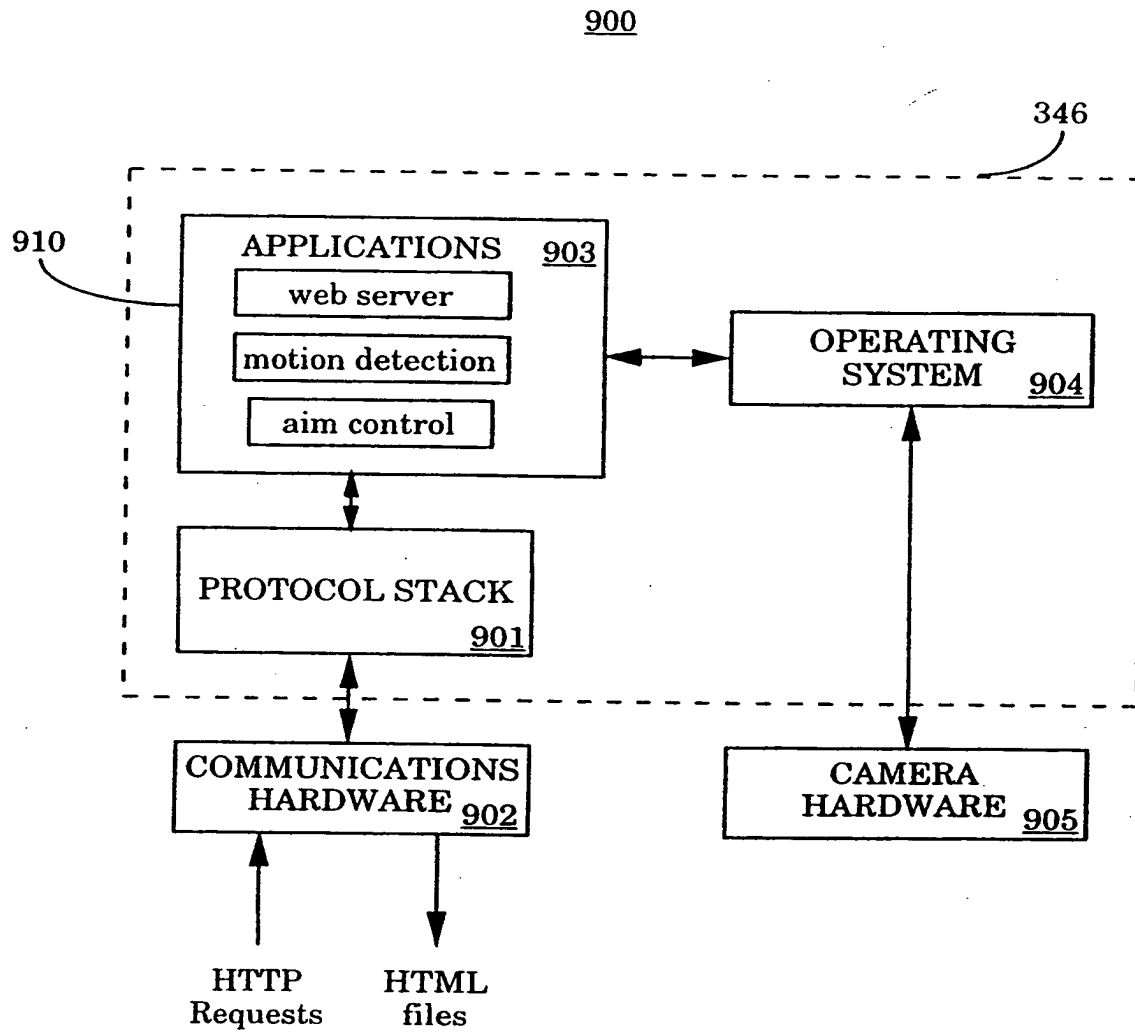 900
346
910
APPLICATIONS
903
web server
motion detection
aim control
OPERATING
SYSTEM
904
PROTOCOL STACK
901
COMMUNICATIONS
HARDWARE
902
CAMERA
HARDWARE
905
HTTP
Requests
HTML
files